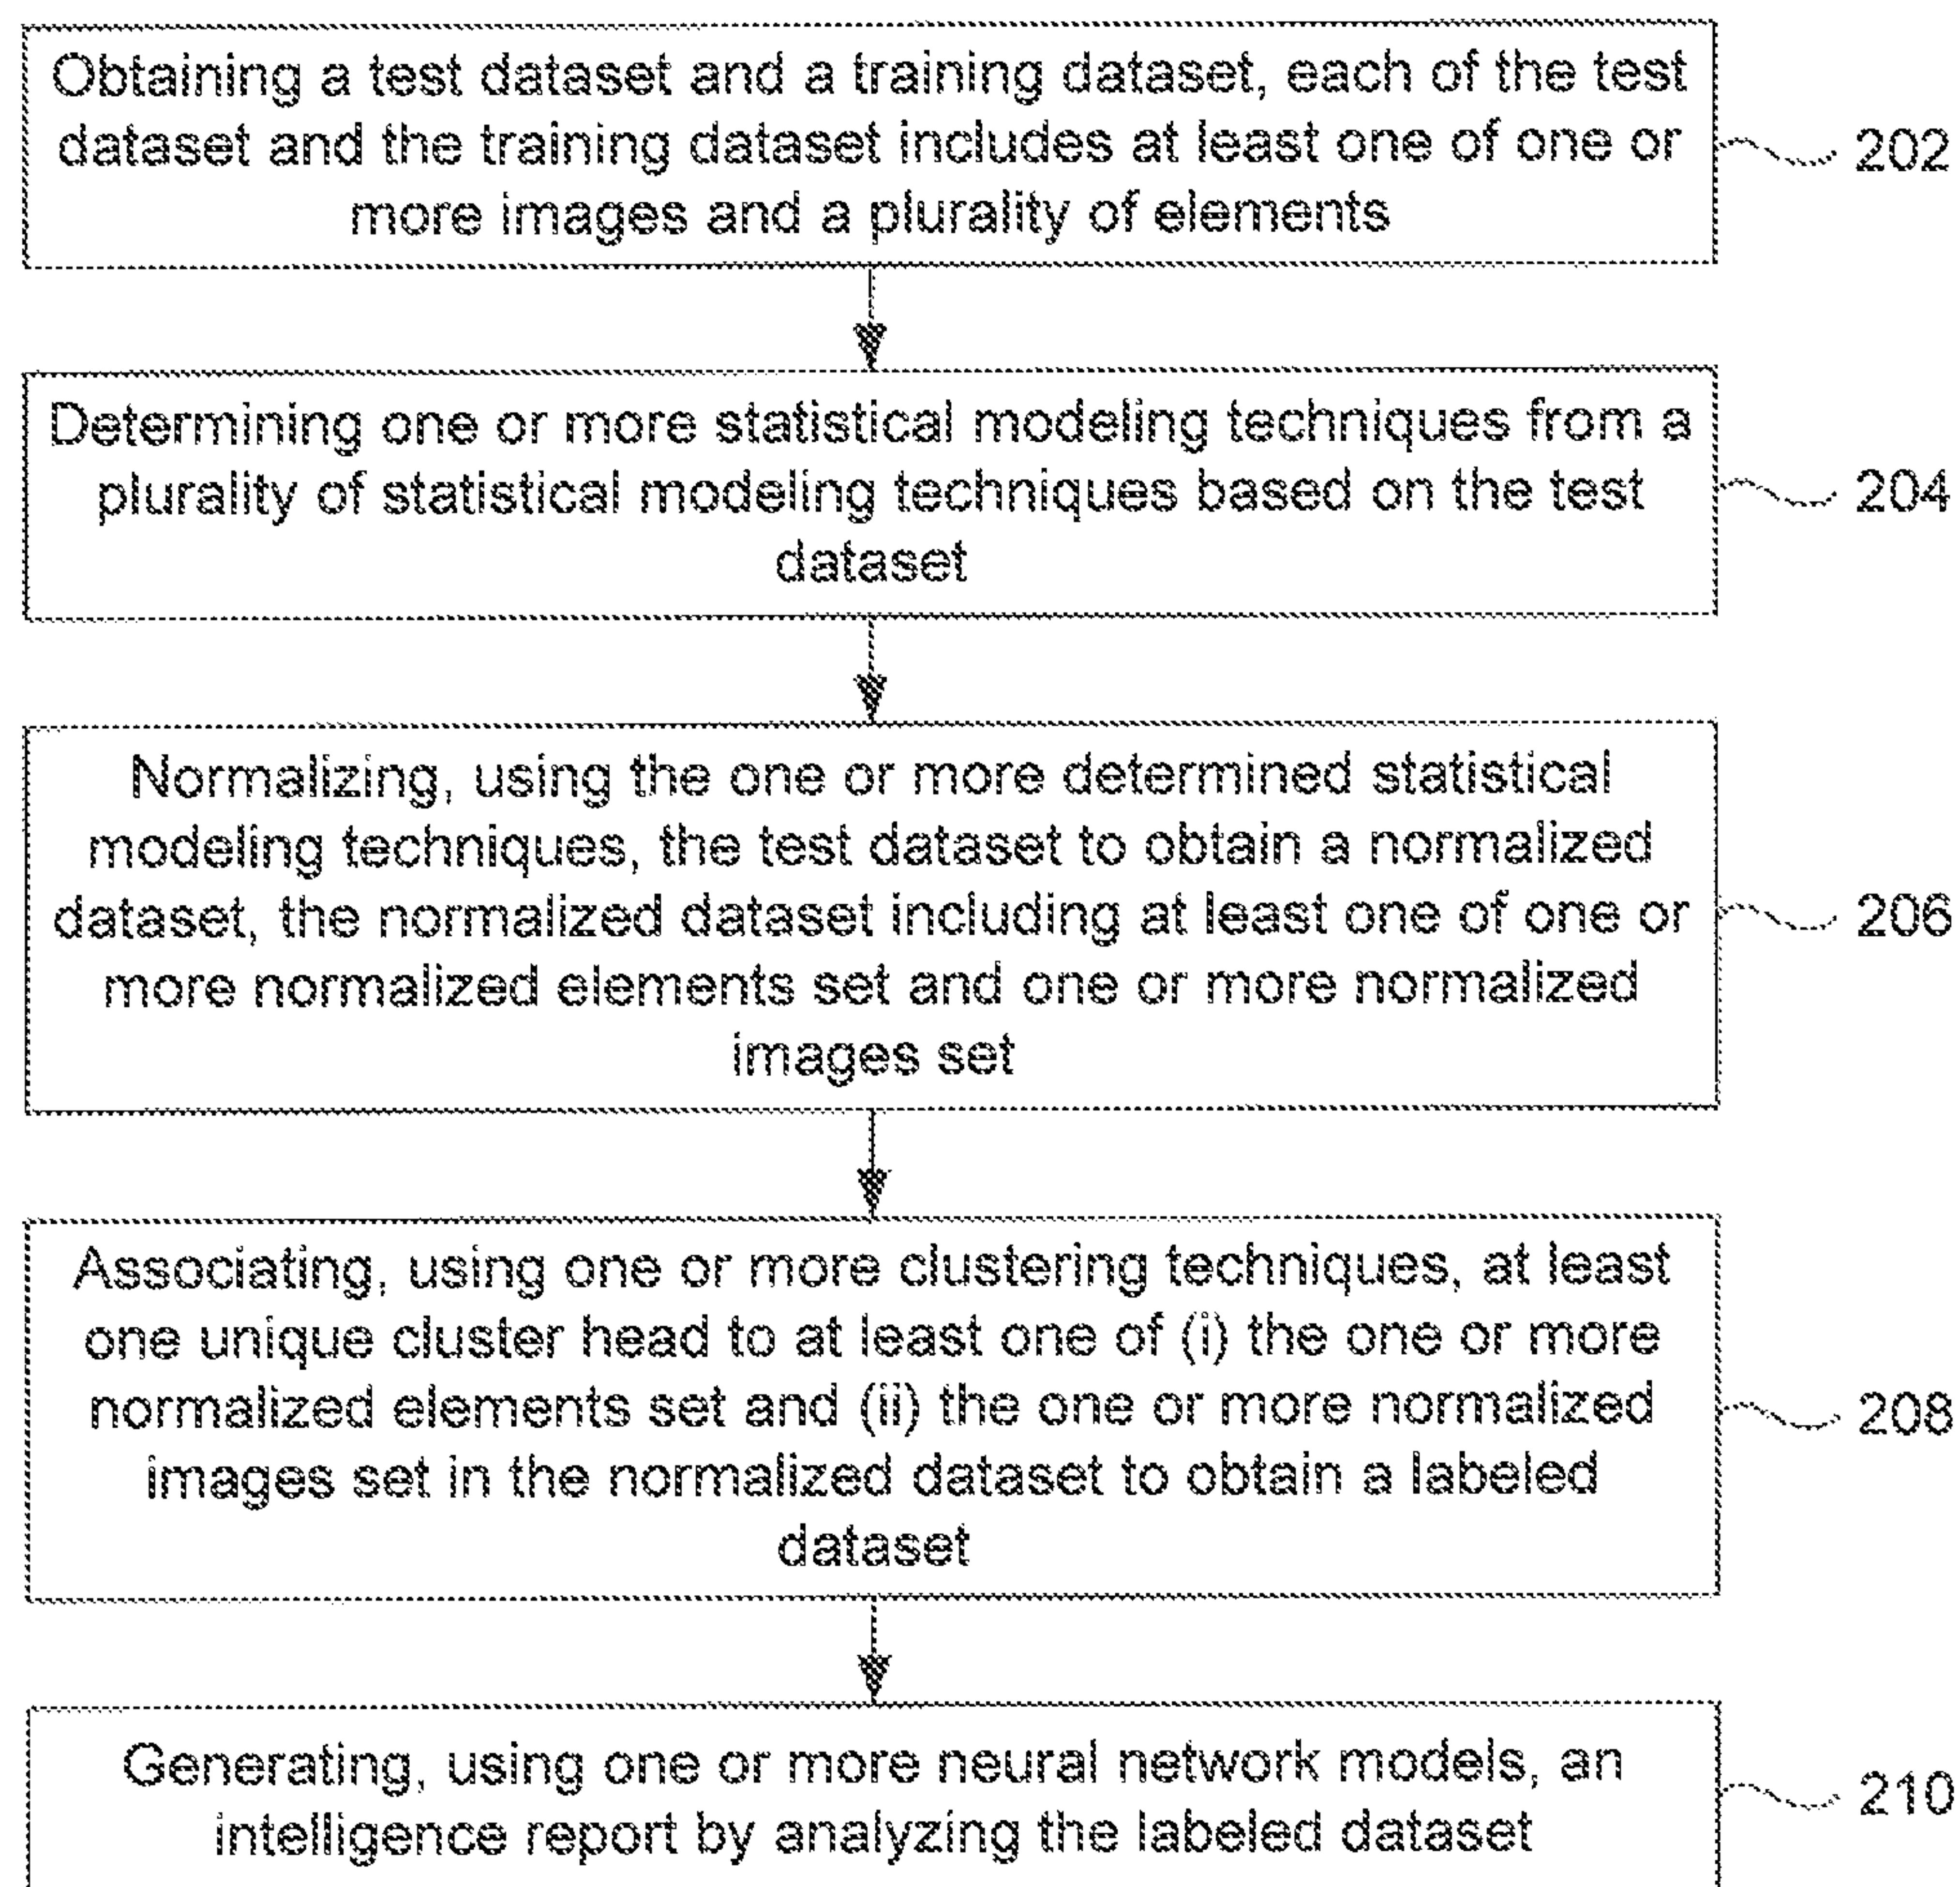 Obtaining a test dataset and a training dataset, each of the test
dataset and the training dataset includes at least one of one or
more images and a plurality of elements
202
Determining one or more statistical modeling techniques from a
plurality of statistical modeling techniques based on the test
dataset
204
Normalizing, using the one or more determined statistical
modeling techniques, the test dataset to obtain a normalized
dataset, the normalized dataset including at least one of one or
more normalized elements set and one or more normalized
images set
206
Associating, using one or more clustering techniques, at least
one unique cluster head to at least one of (i) the one or more
normalized elements set and (ii) the one or more normalized
images set in the normalized dataset to obtain a labeled
dataset
208
Generating, using one or more neural network models, an
intelligence report by analyzing the labeled dataset
210